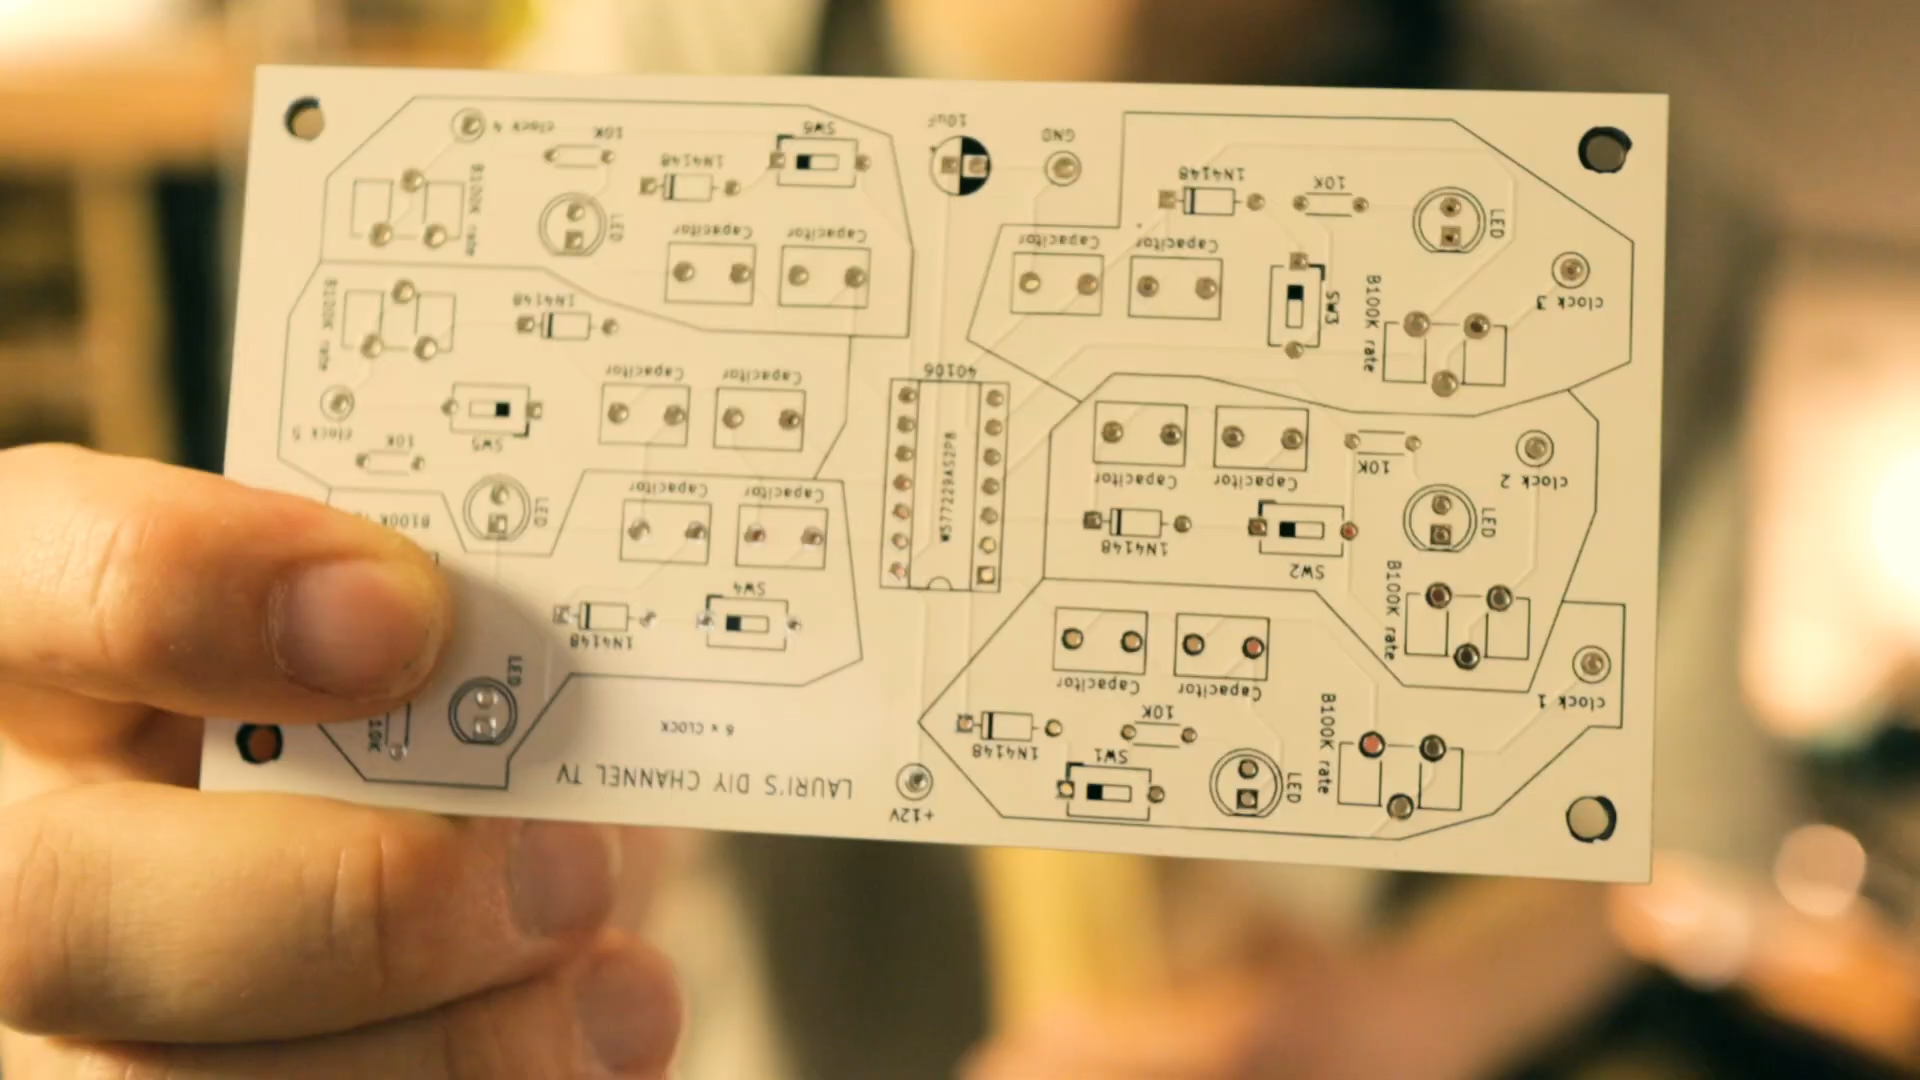 clock 4
10K
SW6
10uF
GND
1N4148
1N4148
10K
B100K rate
LED
LED
Capacitor
Capacitor
Capacitor
Capacitor
clock 3
SW3
B100K rate
B100K rate
1N4148
Capacitor
Capacitor
40106
clock 5
10K
SW5
10K
clock 2
Capacitor
Capacitor
Capacitor
Capacitor
WS77229AS2P8
LED
LED
B100K
1N4148
SW2
SW4
1N4148
B100K rate
LED
Capacitor
Capacitor
clock 1
10K
6 x CLOCK
1N4148
10K
SW1
B100K rate
LED
LAURI'S DIY CHANNEL TV
+12V